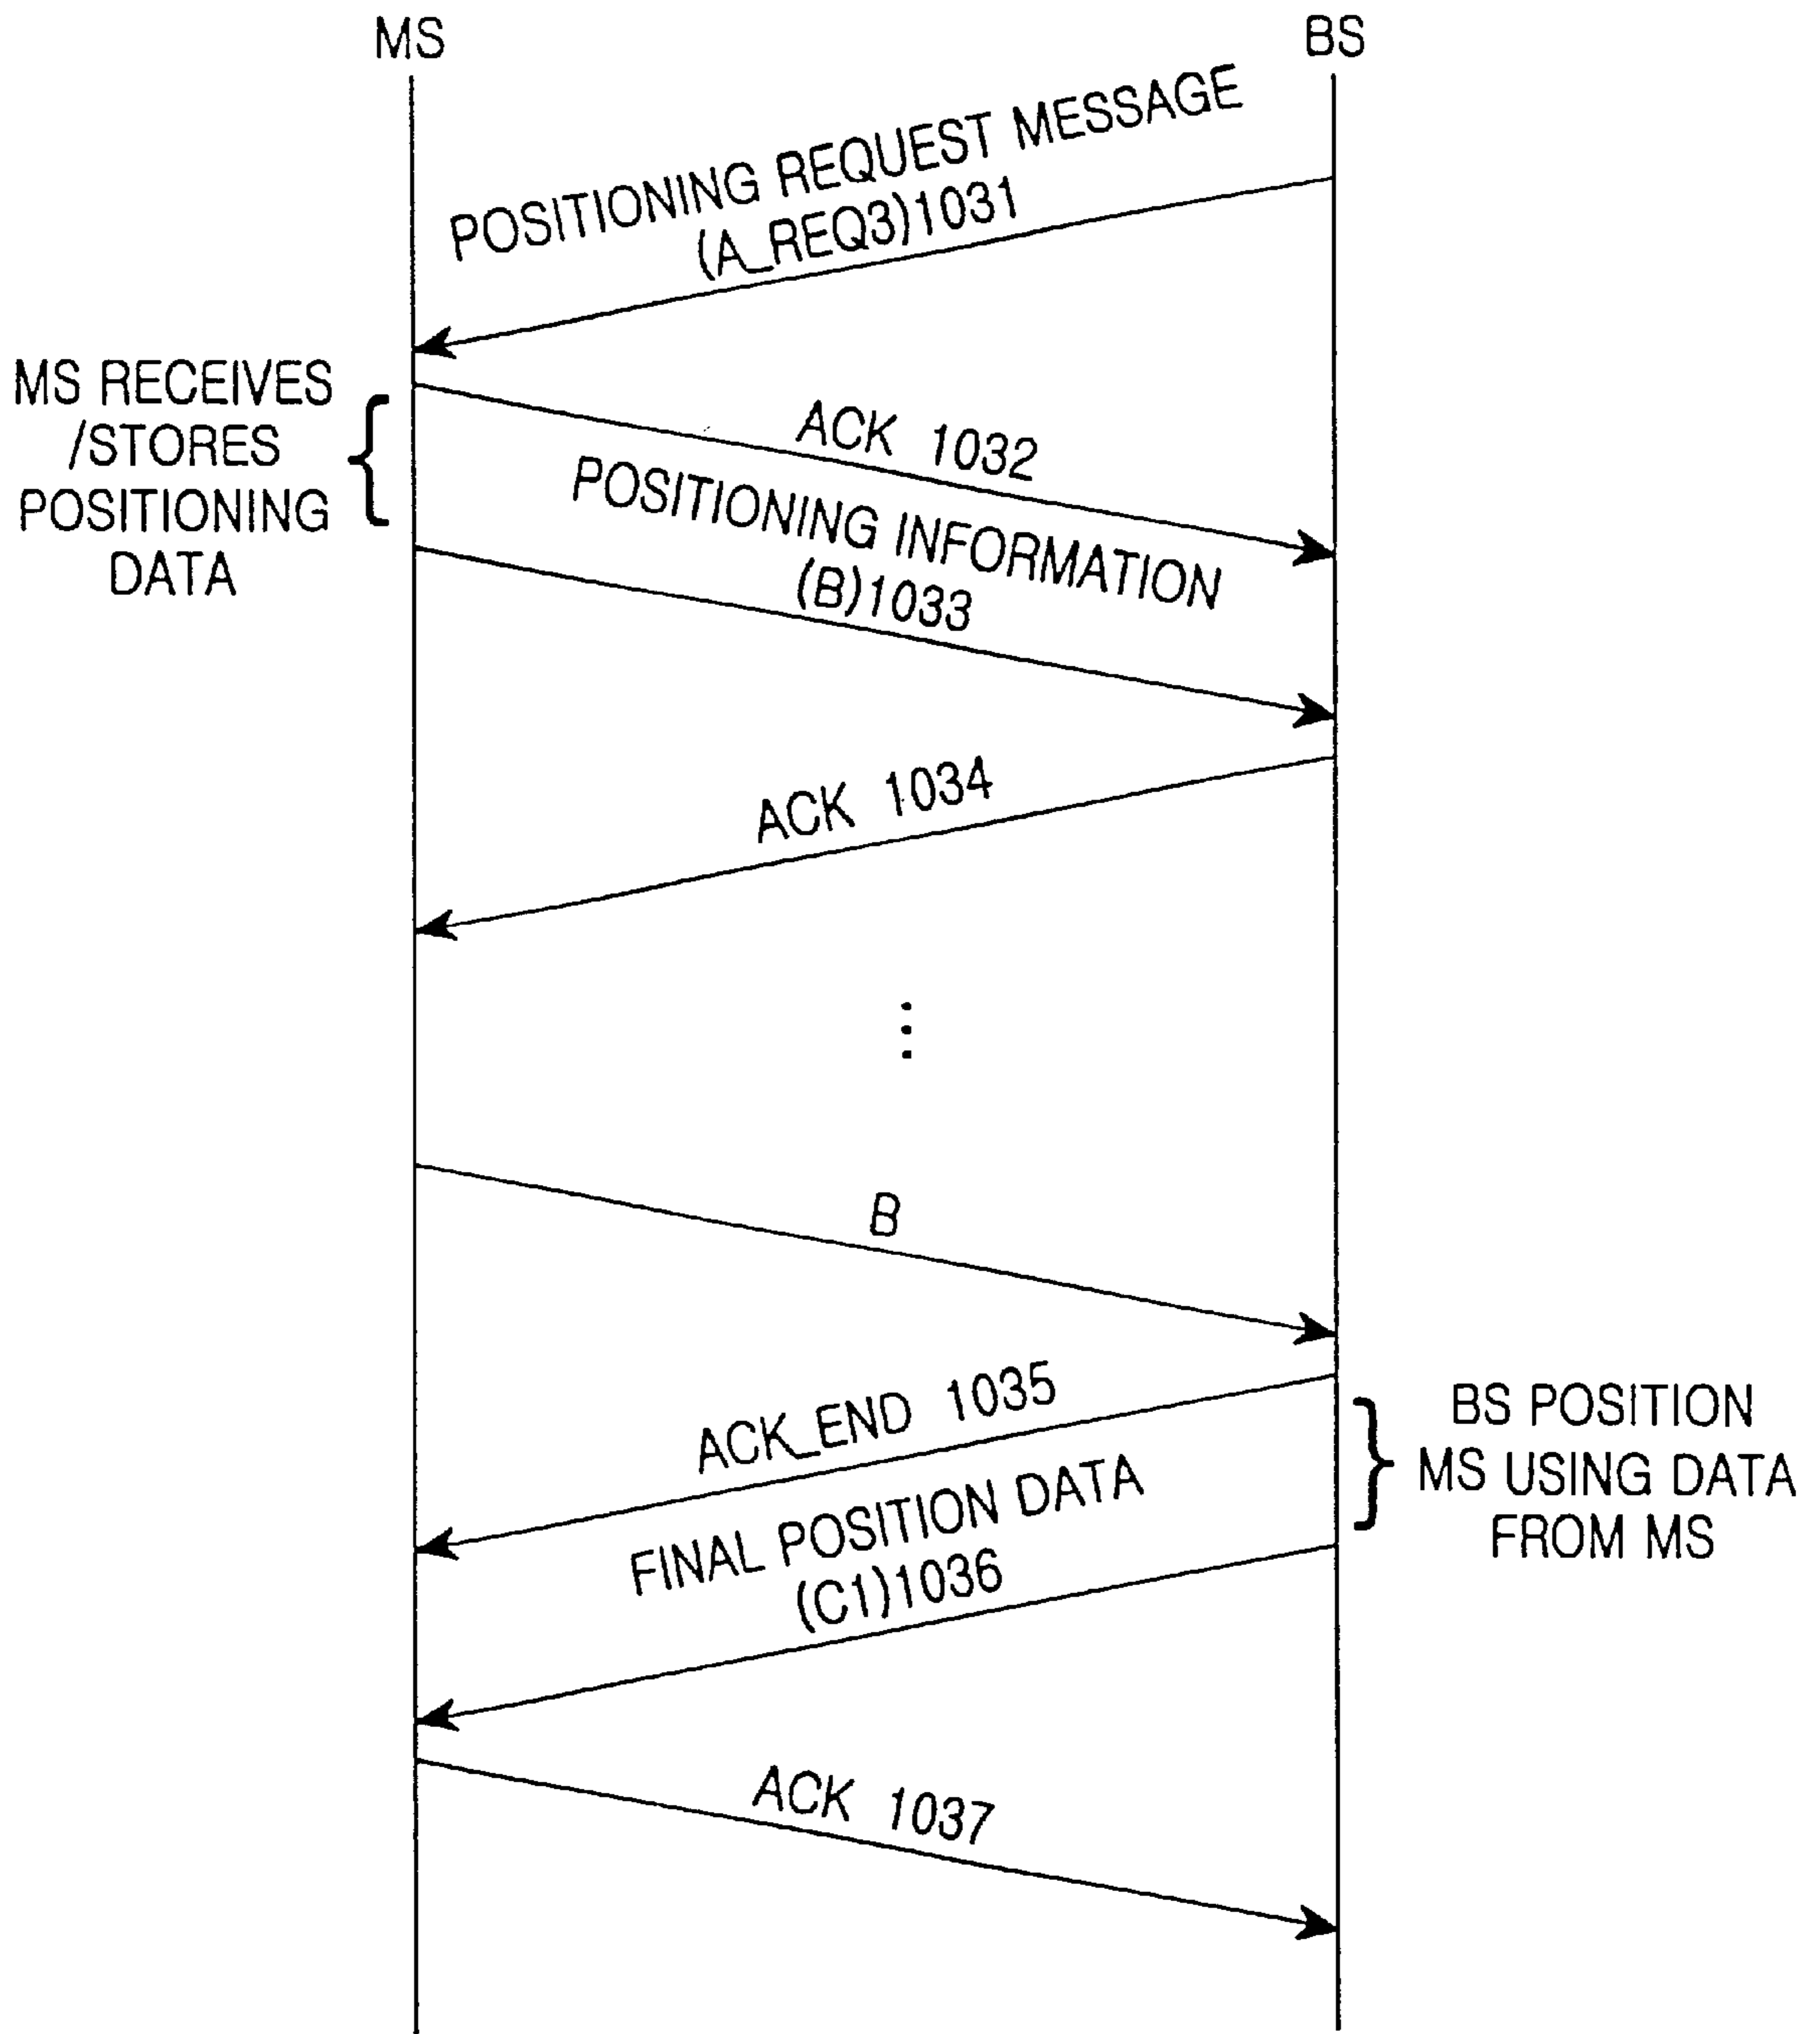 MS
BS
POSITIONING REQUEST MESSAGE
(A_REQ3)1031
MS RECEIVES
/STORES
POSITIONING
DATA
ACK 1032
POSITIONING INFORMATION
(B)1033
ACK 1034
B
ACK_END 1035
BS POSITION
MS USING DATA
FROM MS
FINAL POSITION DATA
(C1)1036
ACK 1037